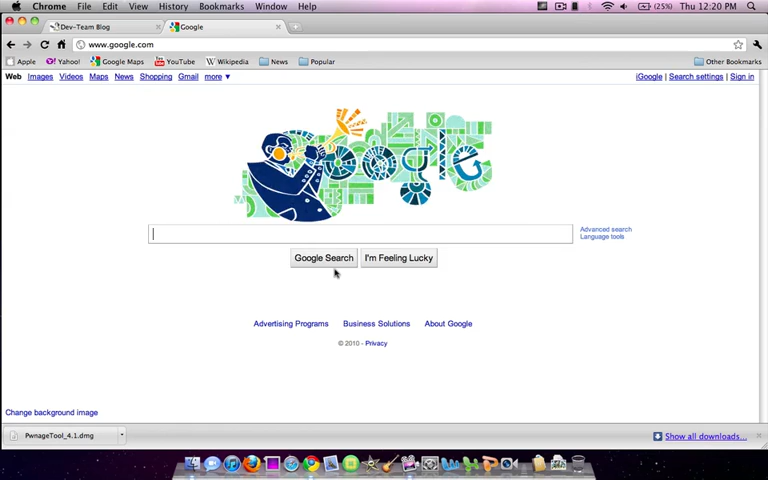 Chrome File Edit View History Bookmarks Window Help (25%) Thu 12:20 PM
Dev-Team Blog Google
www.google.com
Apple Yahoo! Google Maps YouTube Wikipedia News Popular Other Bookmarks
Web Images Videos Maps News Shopping Gmail more ▼ iGoogle | Search settings | Sign in
Google
Advanced search
Language tools
Google Search I'm Feeling Lucky
Advertising Programs Business Solutions About Google
© 2010 - Privacy
Change background image
PwnageTool_4.1.dmg Show all downloads...